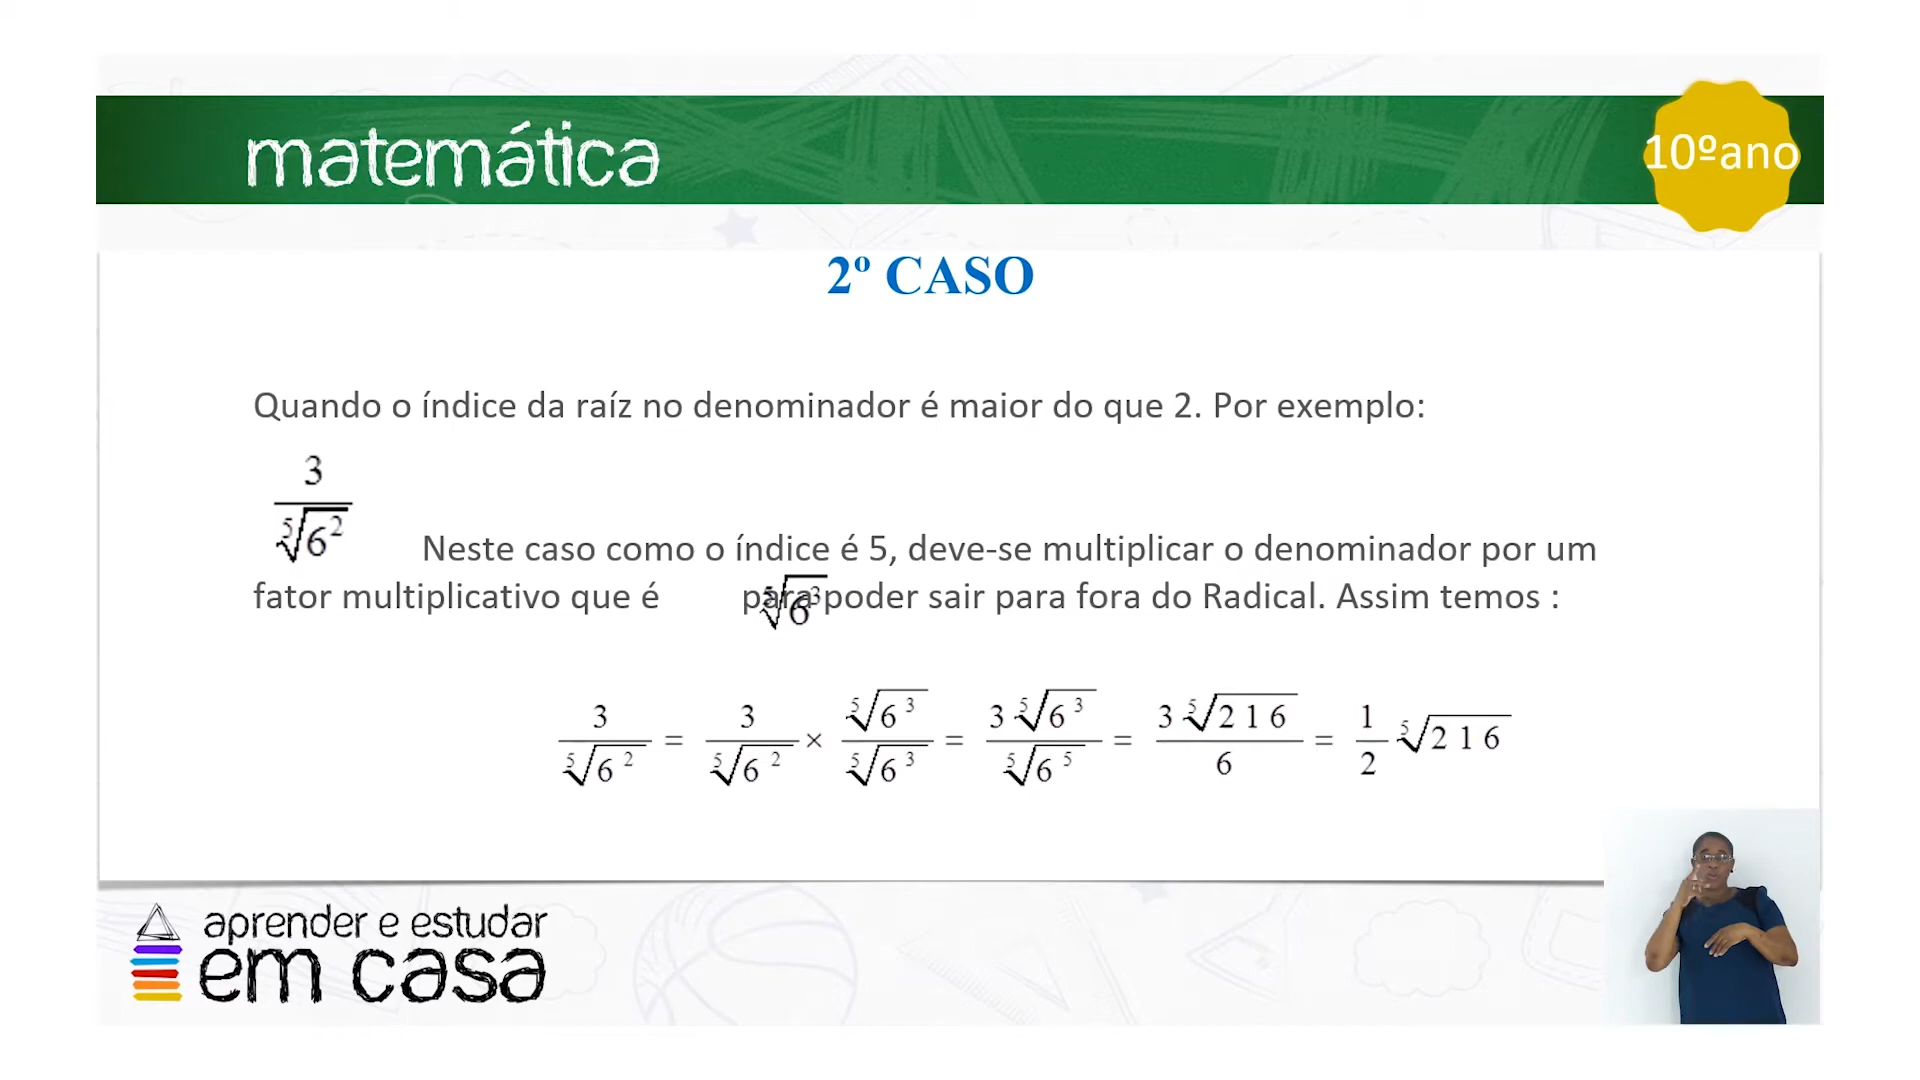 matemática
10ºano
2º CASO
Quando o índice da raíz no denominador é maior do que 2. Por exemplo:
3/⁵√6²
Neste caso como o índice é 5, deve-se multiplicar o denominador por um
fator multiplicativo que é ⁵√6³ para poder sair para fora do Radical. Assim temos :
3/⁵√6² = 3/⁵√6² × ⁵√6³/⁵√6³ = 3⁵√6³/⁵√6⁵ = 3⁵√216/6 = 1/2 ⁵√216
aprender e estudar
em casa